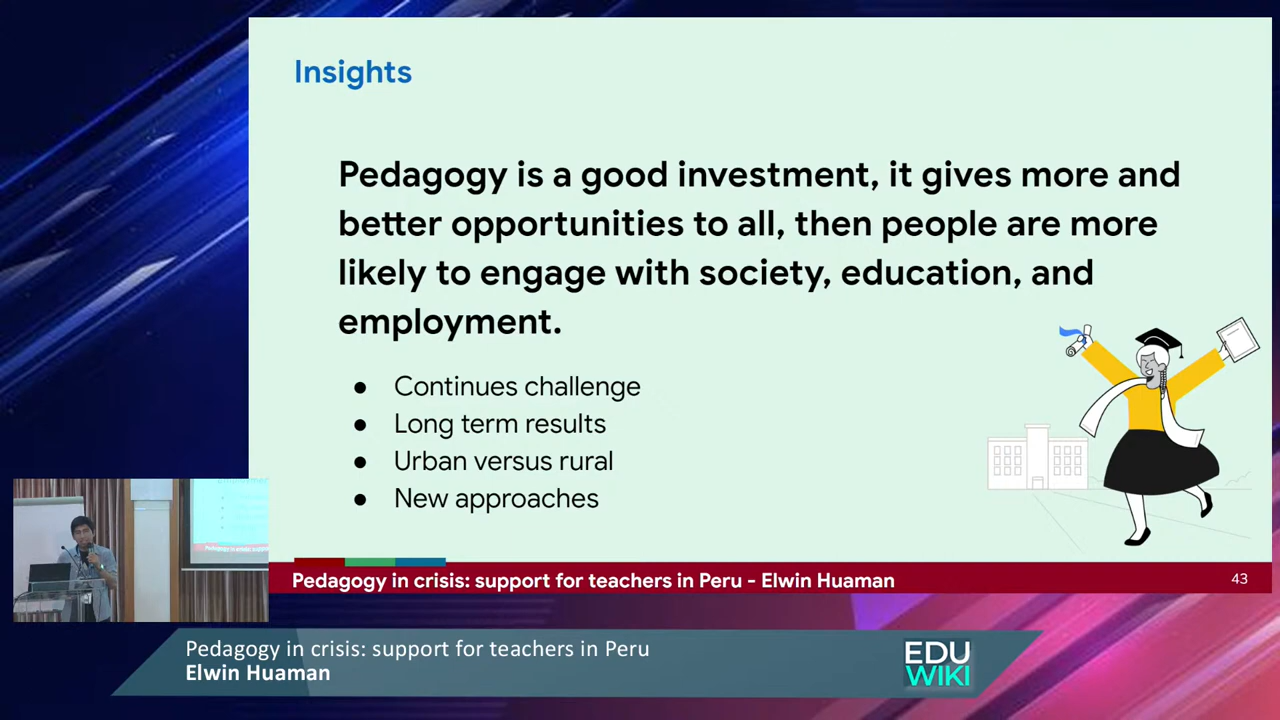 Insights
Pedagogy is a good investment, it gives more and
better opportunities to all, then people are more
likely to engage with society, education, and
employment.
● Continues challenge
● Long term results
● Urban versus rural
● New approaches
Pedagogy in crisis: support for teachers in Peru - Elwin Huaman
43
Pedagogy in crisis: support for teachers in Peru
Elwin Huaman
EDU
WIKI